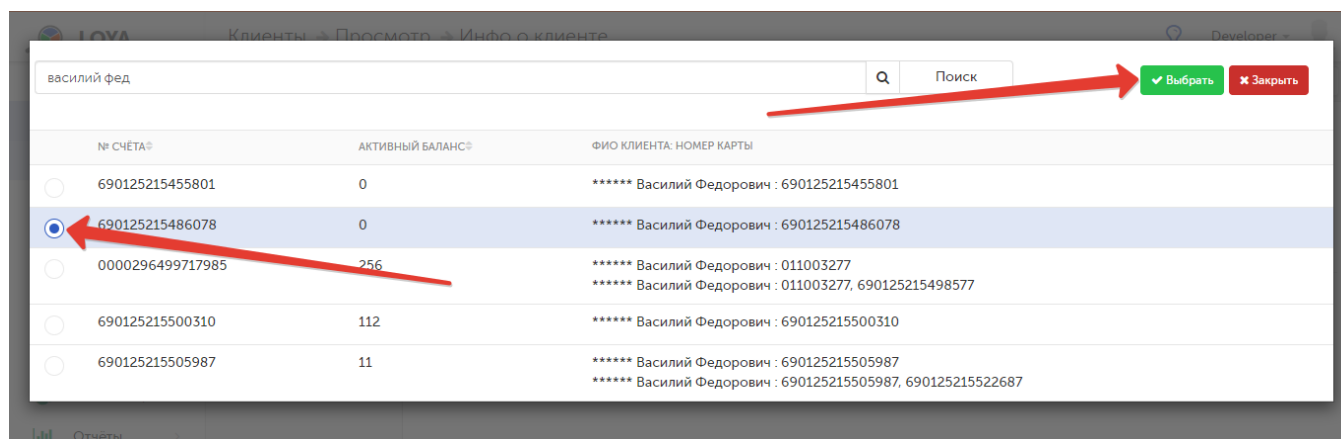 LOYA Клиенты → Просмотр → Инфо о клиенте Developer
василий фед Поиск Выбрать Закрыть
№ СЧЁТА АКТИВНЫЙ БАЛАНС ФИО КЛИЕНТА: НОМЕР КАРТЫ
690125215455801 0 ****** Василий Федорович : 690125215455801
690125215486078 0 ****** Василий Федорович : 690125215486078
0000296499717985 256 ****** Василий Федорович : 011003277
****** Василий Федорович : 011003277, 690125215498577
690125215500310 112 ****** Василий Федорович : 690125215500310
690125215505987 11 ****** Василий Федорович : 690125215505987
****** Василий Федорович : 690125215505987, 690125215522687
Отчёты